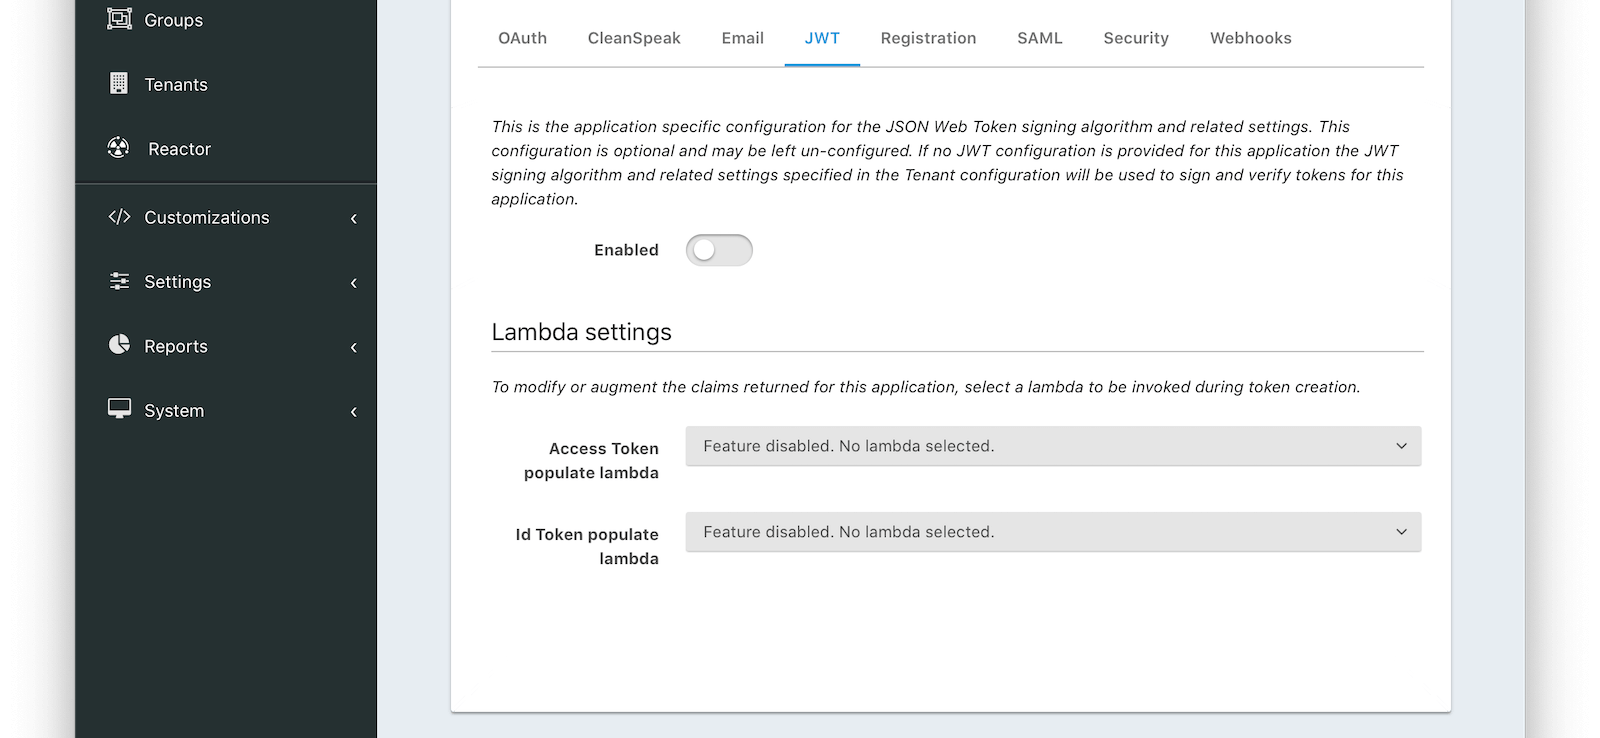 Groups
Tenants
Reactor
Customizations
Settings
Reports
System
OAuth CleanSpeak Email JWT Registration SAML Security Webhooks
This is the application specific configuration for the JSON Web Token signing algorithm and related settings. This
configuration is optional and may be left un-configured. If no JWT configuration is provided for this application the JWT
signing algorithm and related settings specified in the Tenant configuration will be used to sign and verify tokens for this
application.
Enabled
Lambda settings
To modify or augment the claims returned for this application, select a lambda to be invoked during token creation.
Access Token
populate lambda
Feature disabled. No lambda selected.
Id Token populate
lambda
Feature disabled. No lambda selected.